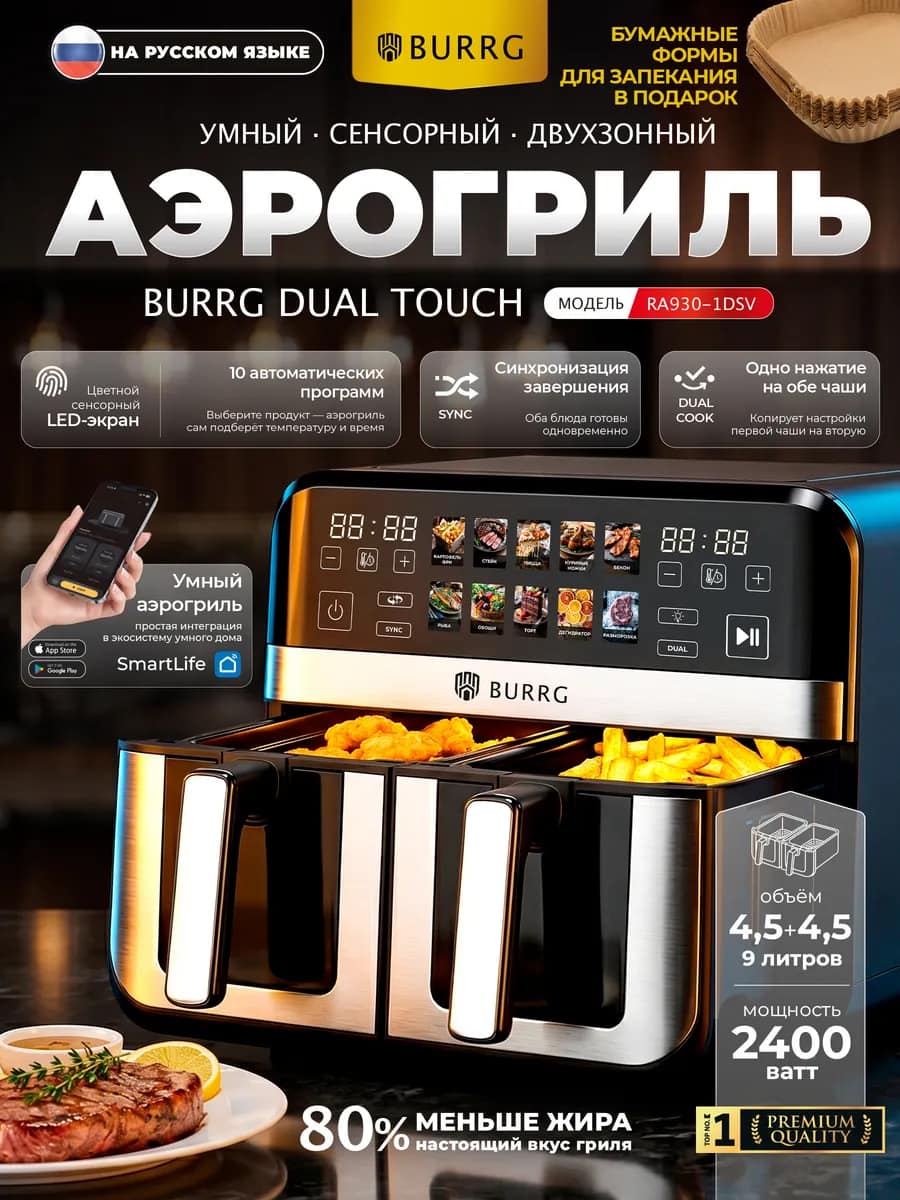 НА РУССКОМ ЯЗЫКЕ
BURRG
БУМАЖНЫЕ
ФОРМЫ
ДЛЯ ЗАПЕКАНИЯ
В ПОДАРОК
УМНЫЙ · СЕНСОРНЫЙ · ДВУХЗОННЫЙ
АЭРОГРИЛЬ
BURRG DUAL TOUCH
МОДЕЛЬ RA930-1DSV
Цветной
сенсорный
LED-экран
10 автоматических
программ
Выберите продукт — аэрогриль
сам подберёт температуру и время
SYNC
Синхронизация
завершения
Оба блюда готовы
одновременно
DUAL
COOK
Одно нажатие
на обе чаши
Копирует настройки
первой чаши на вторую
88:88
КАРТОФЕЛЬ
ФРИ
СТЕЙК
ПИЦЦА
КУРИНЫЕ
НОЖКИ
БЕКОН
88:88
РЫБА
ОВОЩИ
ТОРТ
ДЕГИДРАТОР
РАЗМОРОЗКА
SYNC
DUAL
Умный
аэрогриль
простая интеграция
в экосистему умного дома
App Store
Google Play
SmartLife
BURRG
объём
4,5+4,5
9 литров
мощность
2400
ватт
80% МЕНЬШЕ ЖИРА
настоящий вкус гриля
TOP NO.E
1
PREMIUM
QUALITY